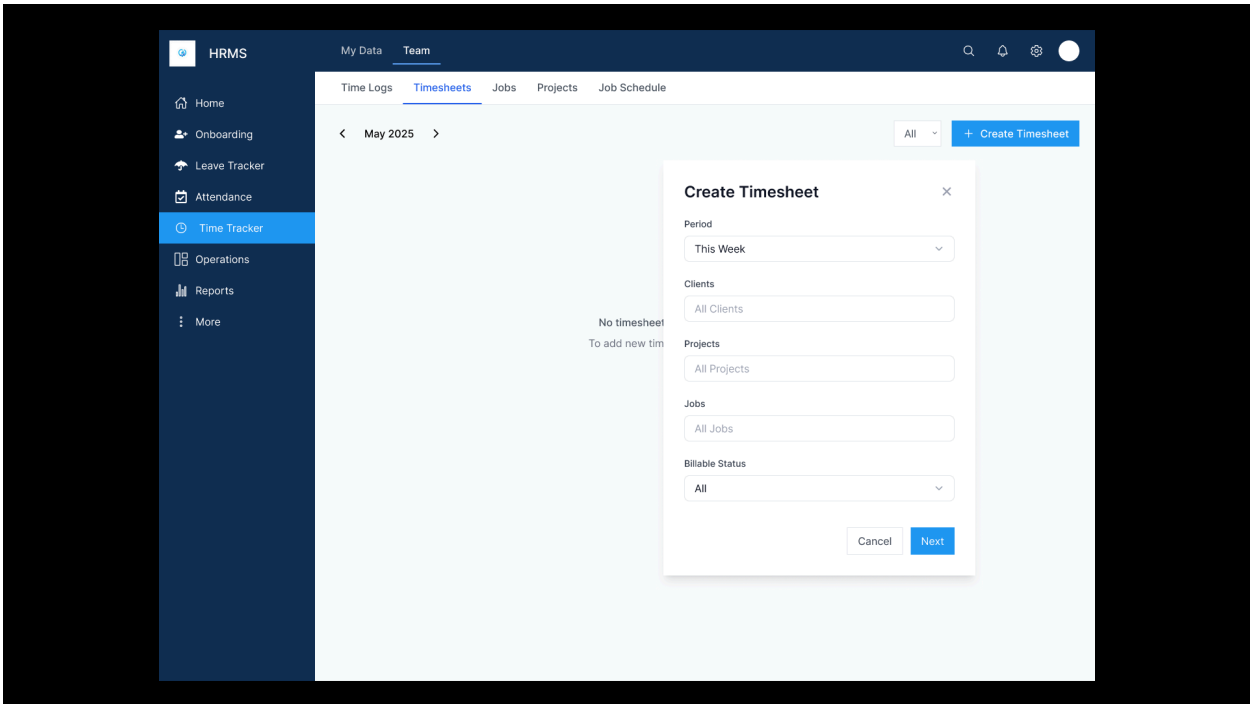 HRMS
My Data Team
Home
Onboarding
Leave Tracker
Attendance
Time Tracker
Operations
Reports
More
Time Logs Timesheets Jobs Projects Job Schedule
May 2025 All + Create Timesheet
No timesheet
To add new tim
Create Timesheet
Period
This Week
Clients
All Clients
Projects
All Projects
Jobs
All Jobs
Billable Status
All
Cancel Next